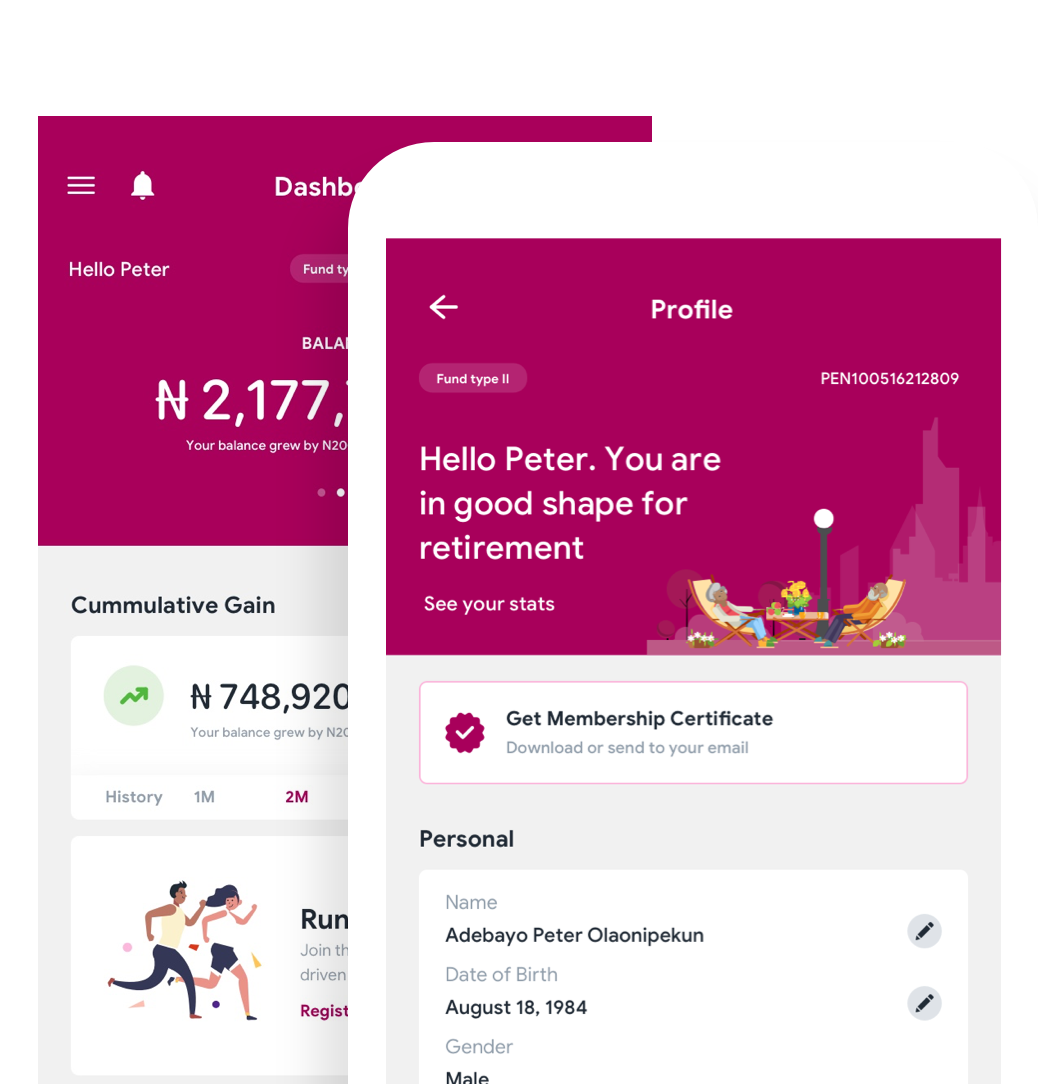 Dashbo
Hello Peter
Fund ty
BALAN
₦ 2,177,
Your balance grew by N20
Cummulative Gain
₦ 748,920
Your balance grew by N20
History 1M 2M
Run
Join th
driven
Regist
Profile
Fund type II PEN100516212809
Hello Peter. You are
in good shape for
retirement
See your stats
Get Membership Certificate
Download or send to your email
Personal
Name
Adebayo Peter Olaonipekun
Date of Birth
August 18, 1984
Gender
Male